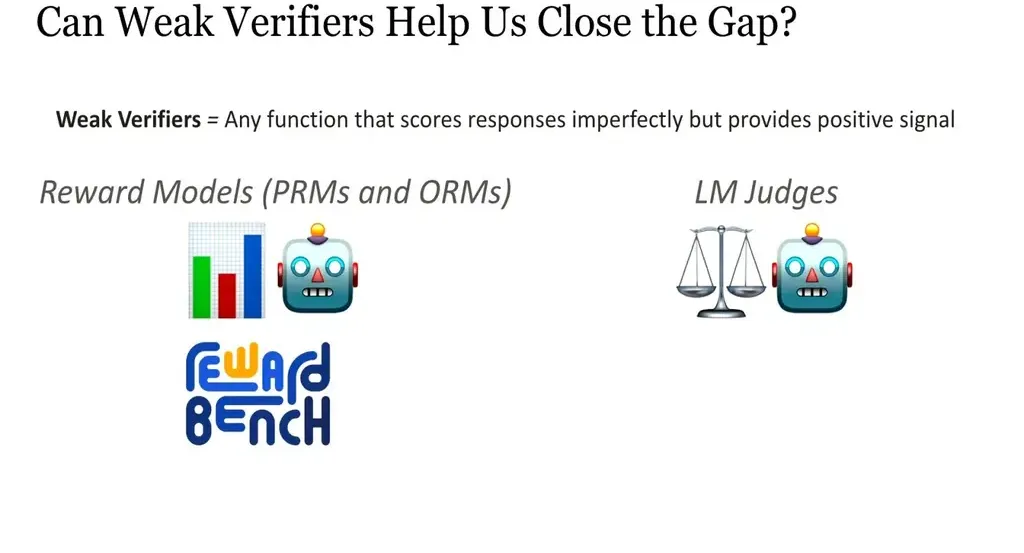 Can Weak Verifiers Help Us Close the Gap?
Weak Verifiers = Any function that scores responses imperfectly but provides positive signal
Reward Models (PRMs and ORMs)
LM Judges
REWARD
BENCH